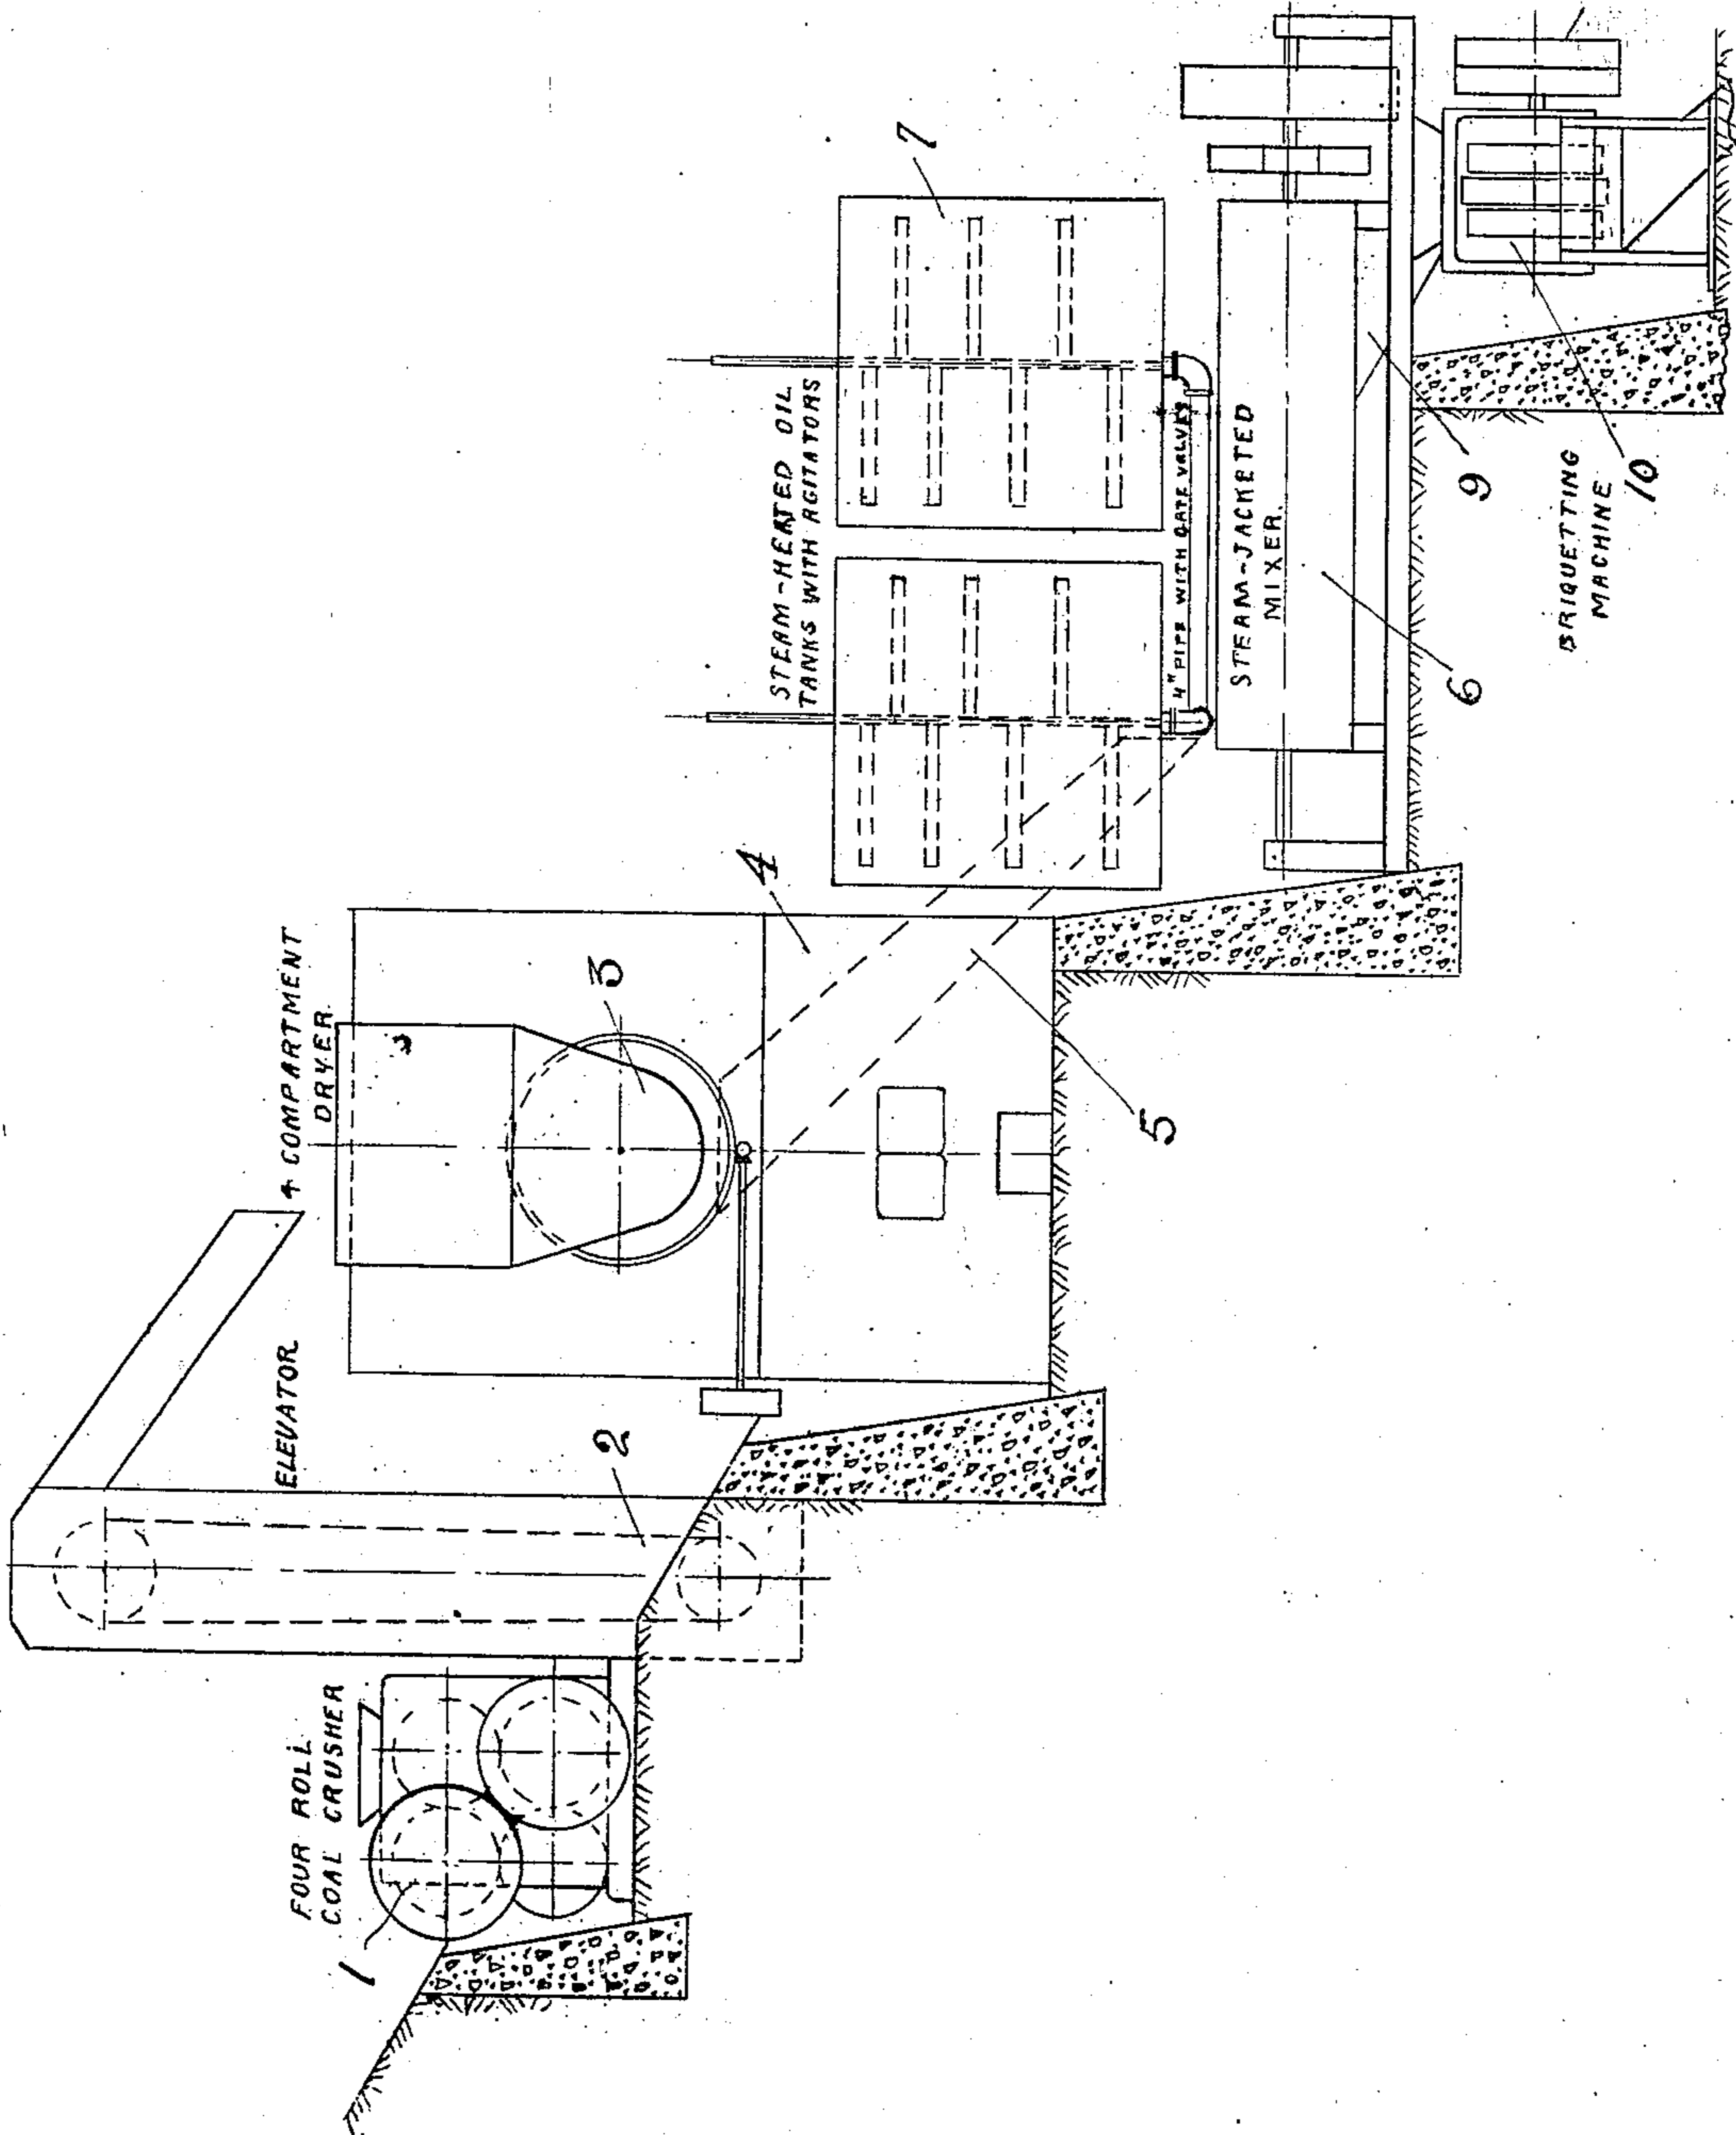 FOUR ROLL
COAL CRUSHER
1
ELEVATOR
2
4 COMPARTMENT
DRYER.
3
4
5
STEAM-HEATED OIL
TANKS WITH AGITATORS
7
4" PIPE WITH GATE VALVES
STEAM-JACKETED
MIXER.
6
9
BRIQUETTING
MACHINE
10